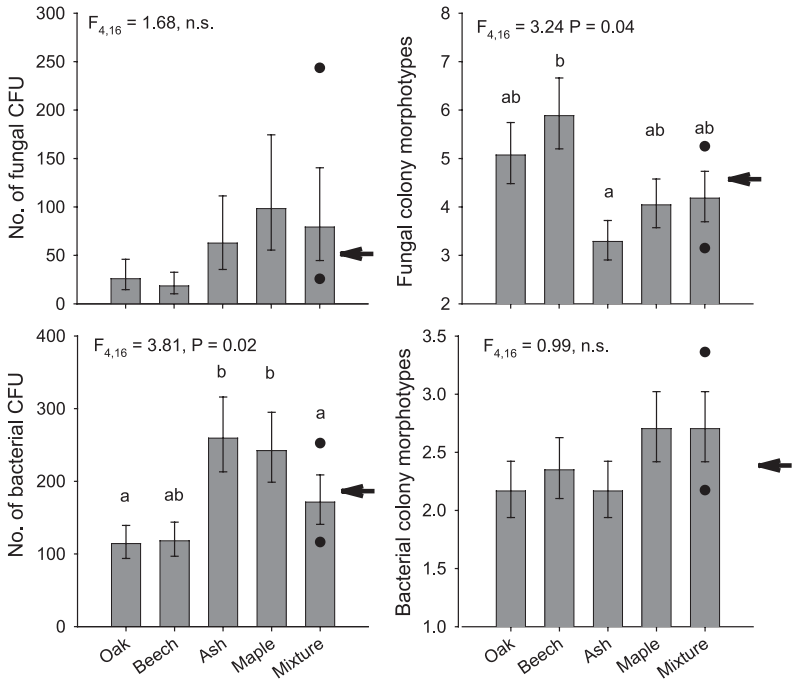 F4,16 = 1.68, n.s.
300
250
200
150
100
50
0
No. of fungal CFU
F4,16 = 3.24 P = 0.04
8
7
6
5
4
3
2
Fungal colony morphotypes
ab
b
a
ab
ab
F4,16 = 3.81, P = 0.02
400
300
200
100
0
No. of bacterial CFU
a
ab
b
b
a
Oak
Beech
Ash
Maple
Mixture
F4,16 = 0.99, n.s.
3.5
3.0
2.5
2.0
1.5
1.0
Bacterial colony morphotypes
Oak
Beech
Ash
Maple
Mixture